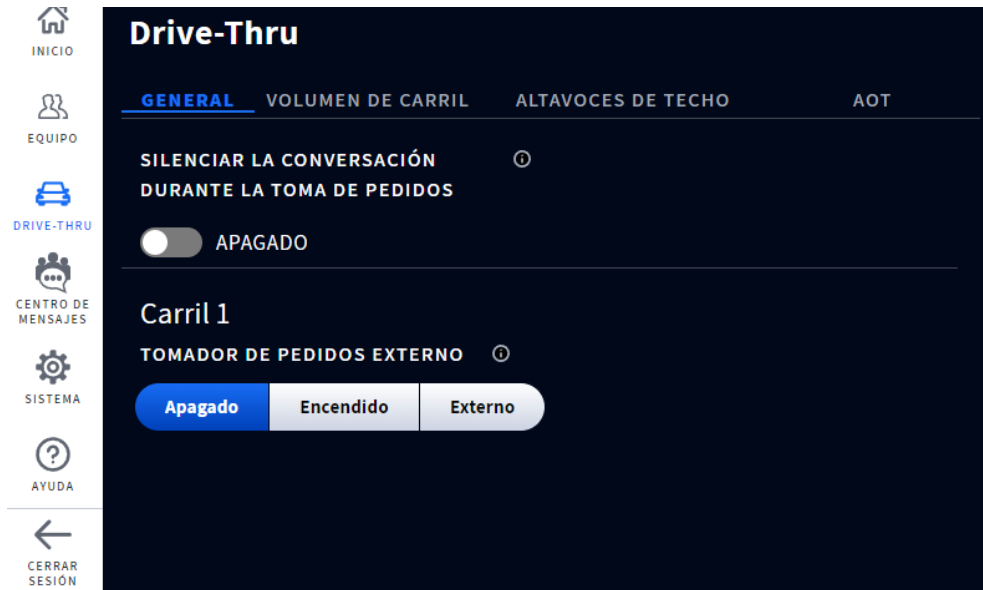 INICIO
EQUIPO
DRIVE-THRU
CENTRO DE
MENSAJES
SISTEMA
AYUDA
CERRAR
SESIÓN
Drive-Thru
GENERAL VOLUMEN DE CARRIL ALTAVOCES DE TECHO AOT
SILENCIAR LA CONVERSACIÓN
DURANTE LA TOMA DE PEDIDOS
APAGADO
Carril 1
TOMADOR DE PEDIDOS EXTERNO
Apagado Encendido Externo